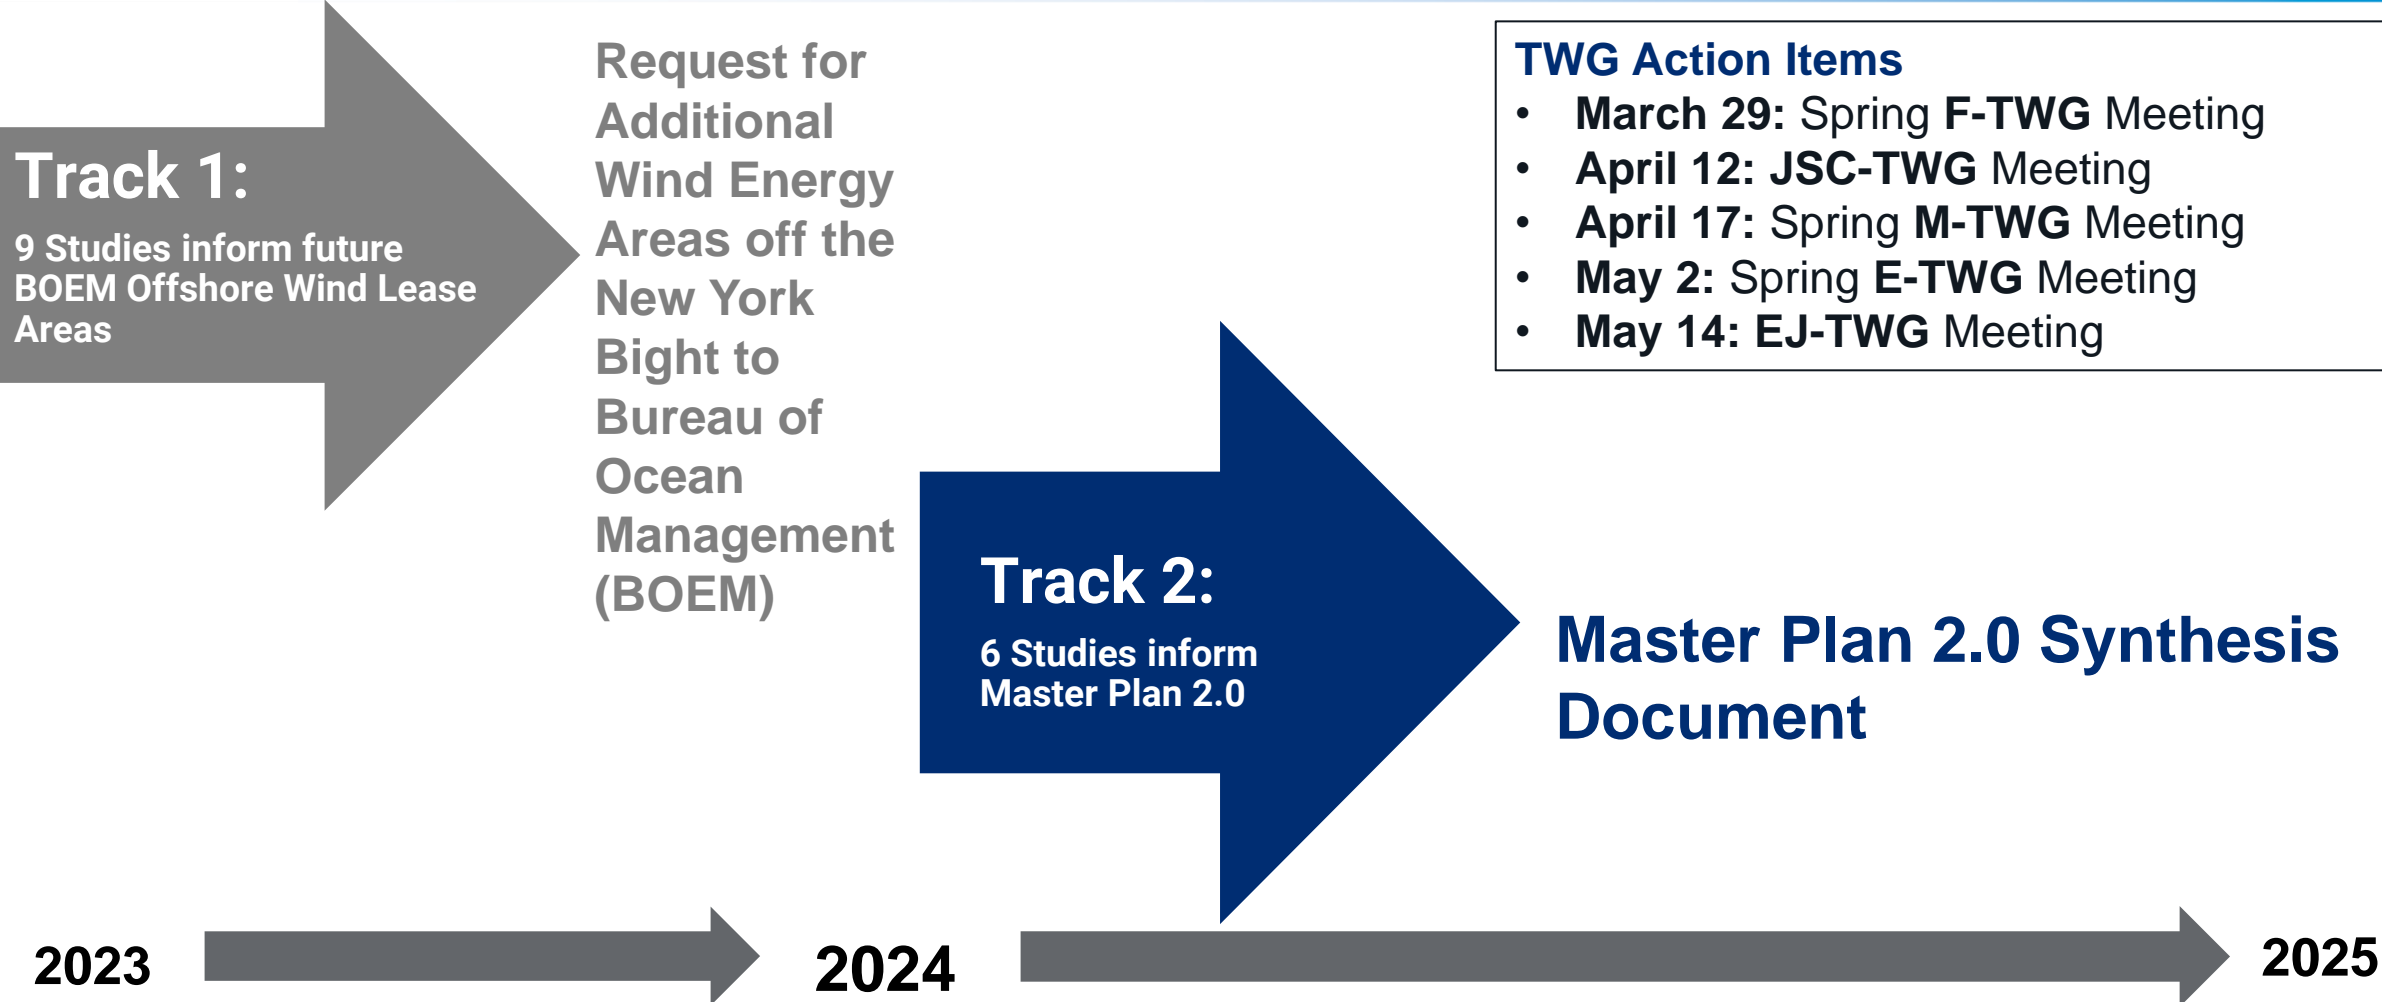 Track 1:
9 Studies inform future
BOEM Offshore Wind Lease
Areas
Request for
Additional
Wind Energy
Areas off the
New York
Bight to
Bureau of
Ocean
Management
(BOEM)
TWG Action Items
• March 29: Spring F-TWG Meeting
• April 12: JSC-TWG Meeting
• April 17: Spring M-TWG Meeting
• May 2: Spring E-TWG Meeting
• May 14: EJ-TWG Meeting
Track 2:
6 Studies inform
Master Plan 2.0
Master Plan 2.0 Synthesis
Document
2023
2024
2025